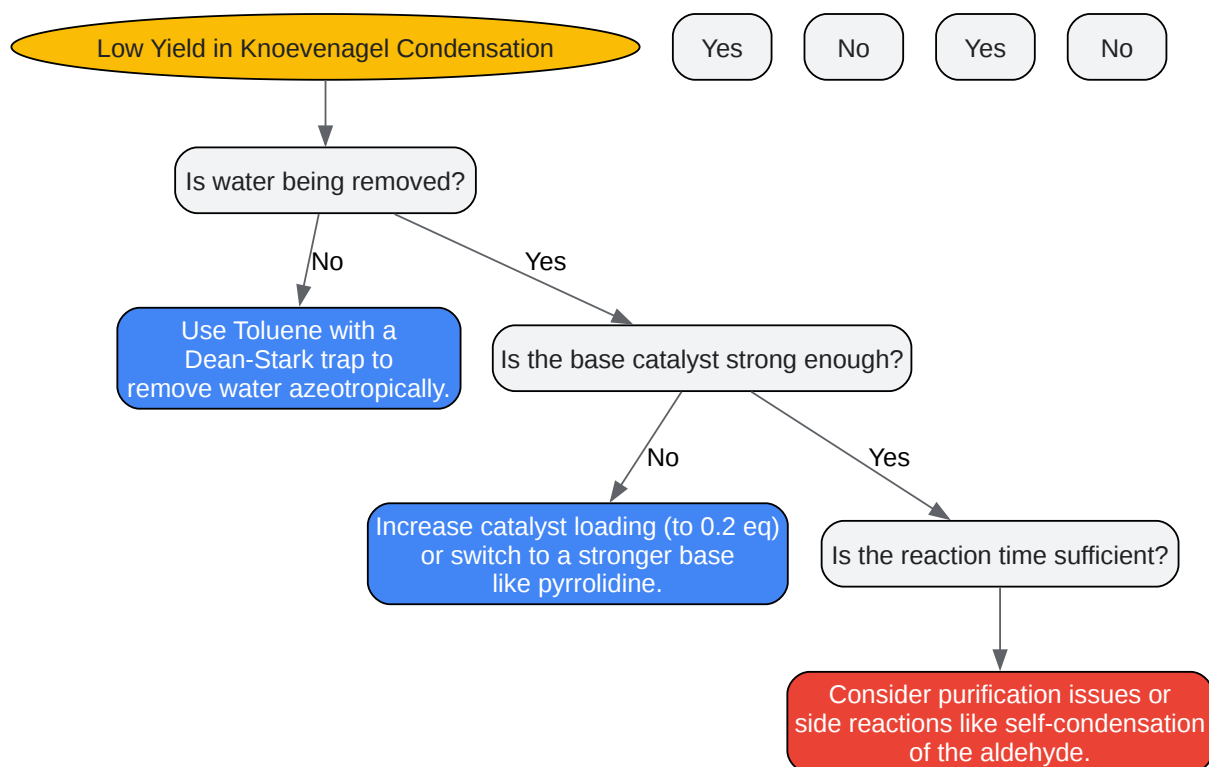 Low Yield in Knoevenagel Condensation
Yes
No
Yes
No
Is water being removed?
No
Yes
Use Toluene with a
Dean-Stark trap to
remove water azeotropically.
Is the base catalyst strong enough?
No
Yes
Increase catalyst loading (to 0.2 eq)
or switch to a stronger base
like pyrrolidine.
Is the reaction time sufficient?
Consider purification issues or
side reactions like self-condensation
of the aldehyde.